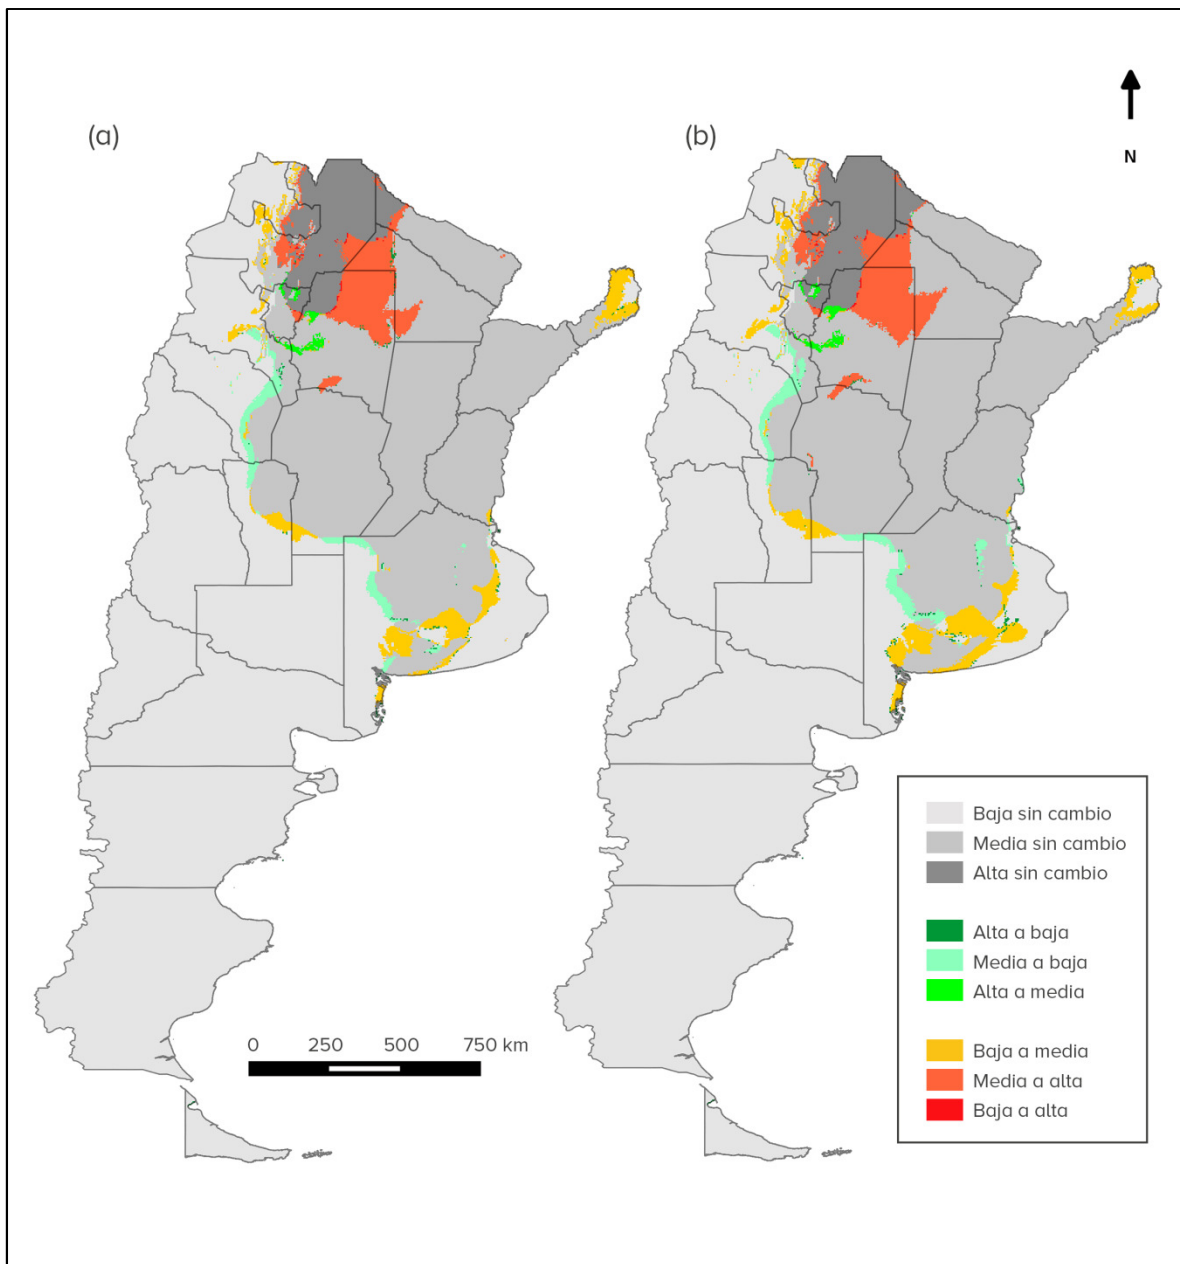 (a)
(b)
N
Baja sin cambio
Media sin cambio
Alta sin cambio
Alta a baja
Media a baja
Alta a media
Baja a media
Media a alta
Baja a alta
0 250 500 750 km